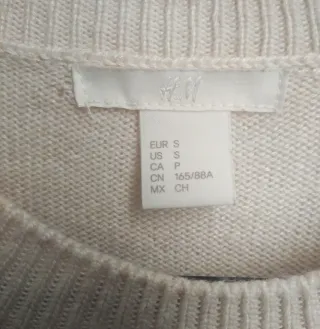 H&M
EUR S
US S
CA P
CN 165/88A
MX CH